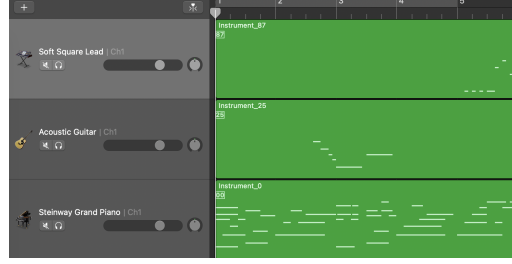 1 2 3 4 5
Instrument_87
87
Soft Square Lead | Ch1
Instrument_25
25
Acoustic Guitar | Ch1
Instrument_0
00
Steinway Grand Piano | Ch1